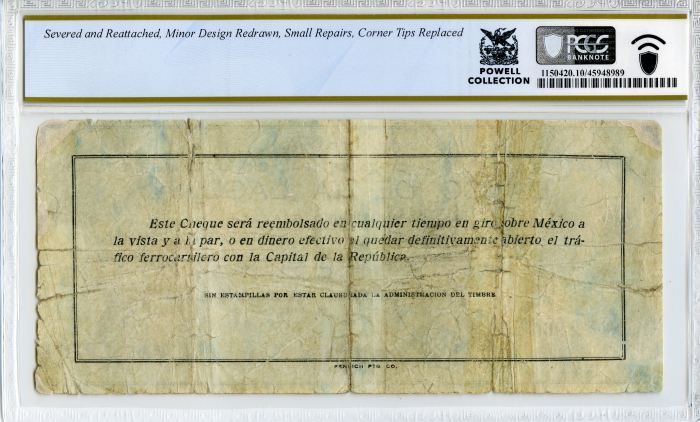 Severed and Reattached, Minor Design Redrawn, Small Repairs, Corner Tips Replaced
POWELL
COLLECTION
PCGS
BANKNOTE
1150420.10/45948989
Este Cheque será reembolsado en cualquier tiempo en giro sobre México a
la vista y a la par, o en dinero efectivo al quedar definitivamente abierto el trá-
fico ferrocarrilero con la Capital de la República.
SIN ESTAMPILLAS POR ESTAR CLAUSURADA LA ADMINISTRACION DEL TIMBRE
PTG CO.